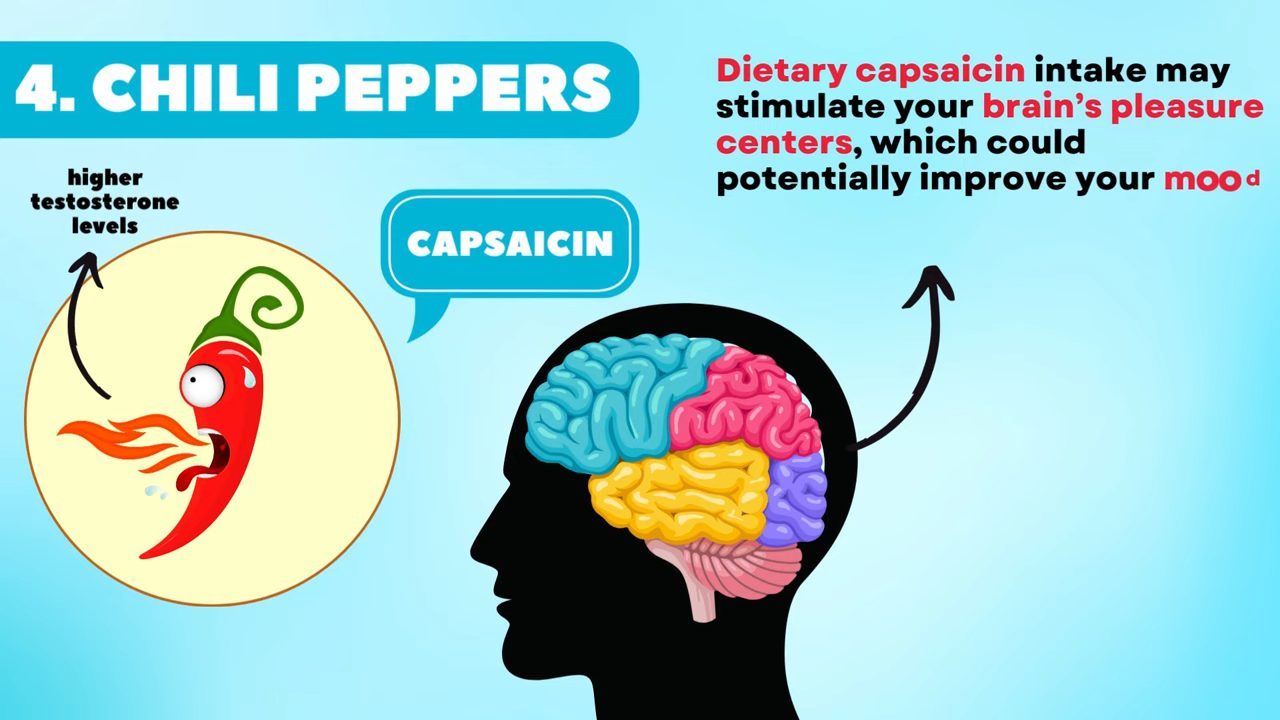 4. CHILI PEPPERS
Dietary capsaicin intake may
stimulate your brain's pleasure
centers, which could
potentially improve your mood
higher
testosterone
levels
CAPSAICIN